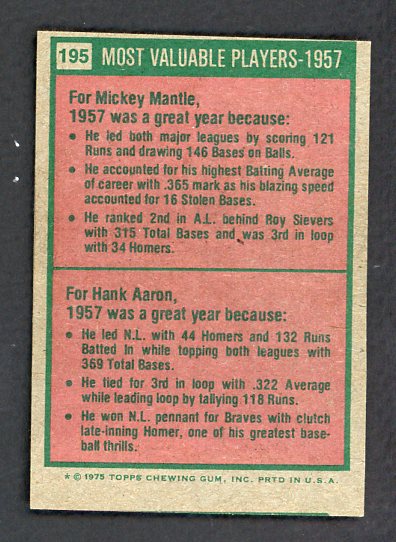 195 MOST VALUABLE PLAYERS-1957
For Mickey Mantle,
1957 was a great year because:
● He led both major leagues by scoring 121
Runs and drawing 146 Bases on Balls.
● He accounted for his highest Batting Average
of career with .365 mark as his blazing speed
accounted for 16 Stolen Bases.
● He ranked 2nd in A.L. behind Roy Sievers
with 315 Total Bases and was 3rd in loop
with 34 Homers.
For Hank Aaron,
1957 was a great year because:
● He led N.L. with 44 Homers and 132 Runs
Batted In while topping both leagues with
369 Total Bases.
● He tied for 3rd in loop with .322 Average
while leading loop by tallying 118 Runs.
● He won N.L. pennant for Braves with clutch
late-inning Homer, one of his greatest base-
ball thrills.
* © 1975 TOPPS CHEWING GUM, INC. PRTD IN U.S.A.